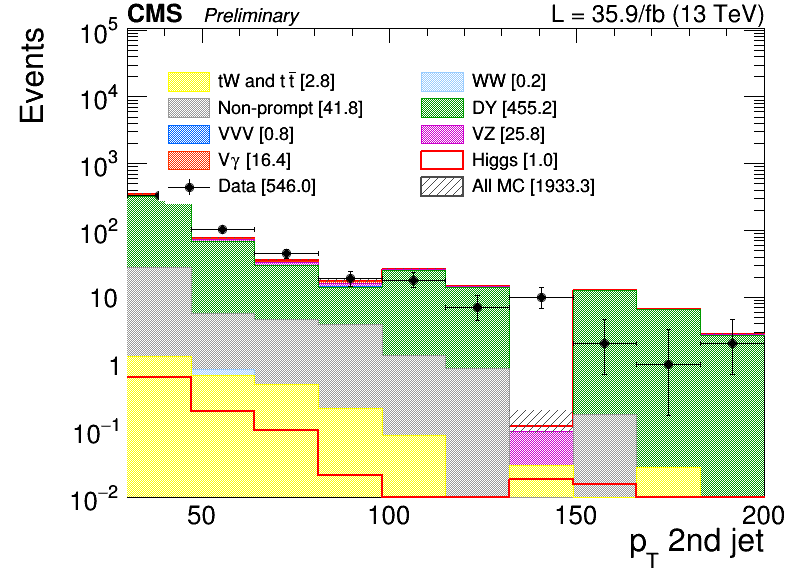 CMS Preliminary L = 35.9/fb (13 TeV)
Events
10^5
10^4
10^3
10^2
10
1
10^−1
10^−2
tW and t t̄ [2.8] WW [0.2]
Non-prompt [41.8] DY [455.2]
VVV [0.8] VZ [25.8]
Vγ [16.4] Higgs [1.0]
Data [546.0] All MC [1933.3]
50 100 150 200
p_T 2nd jet